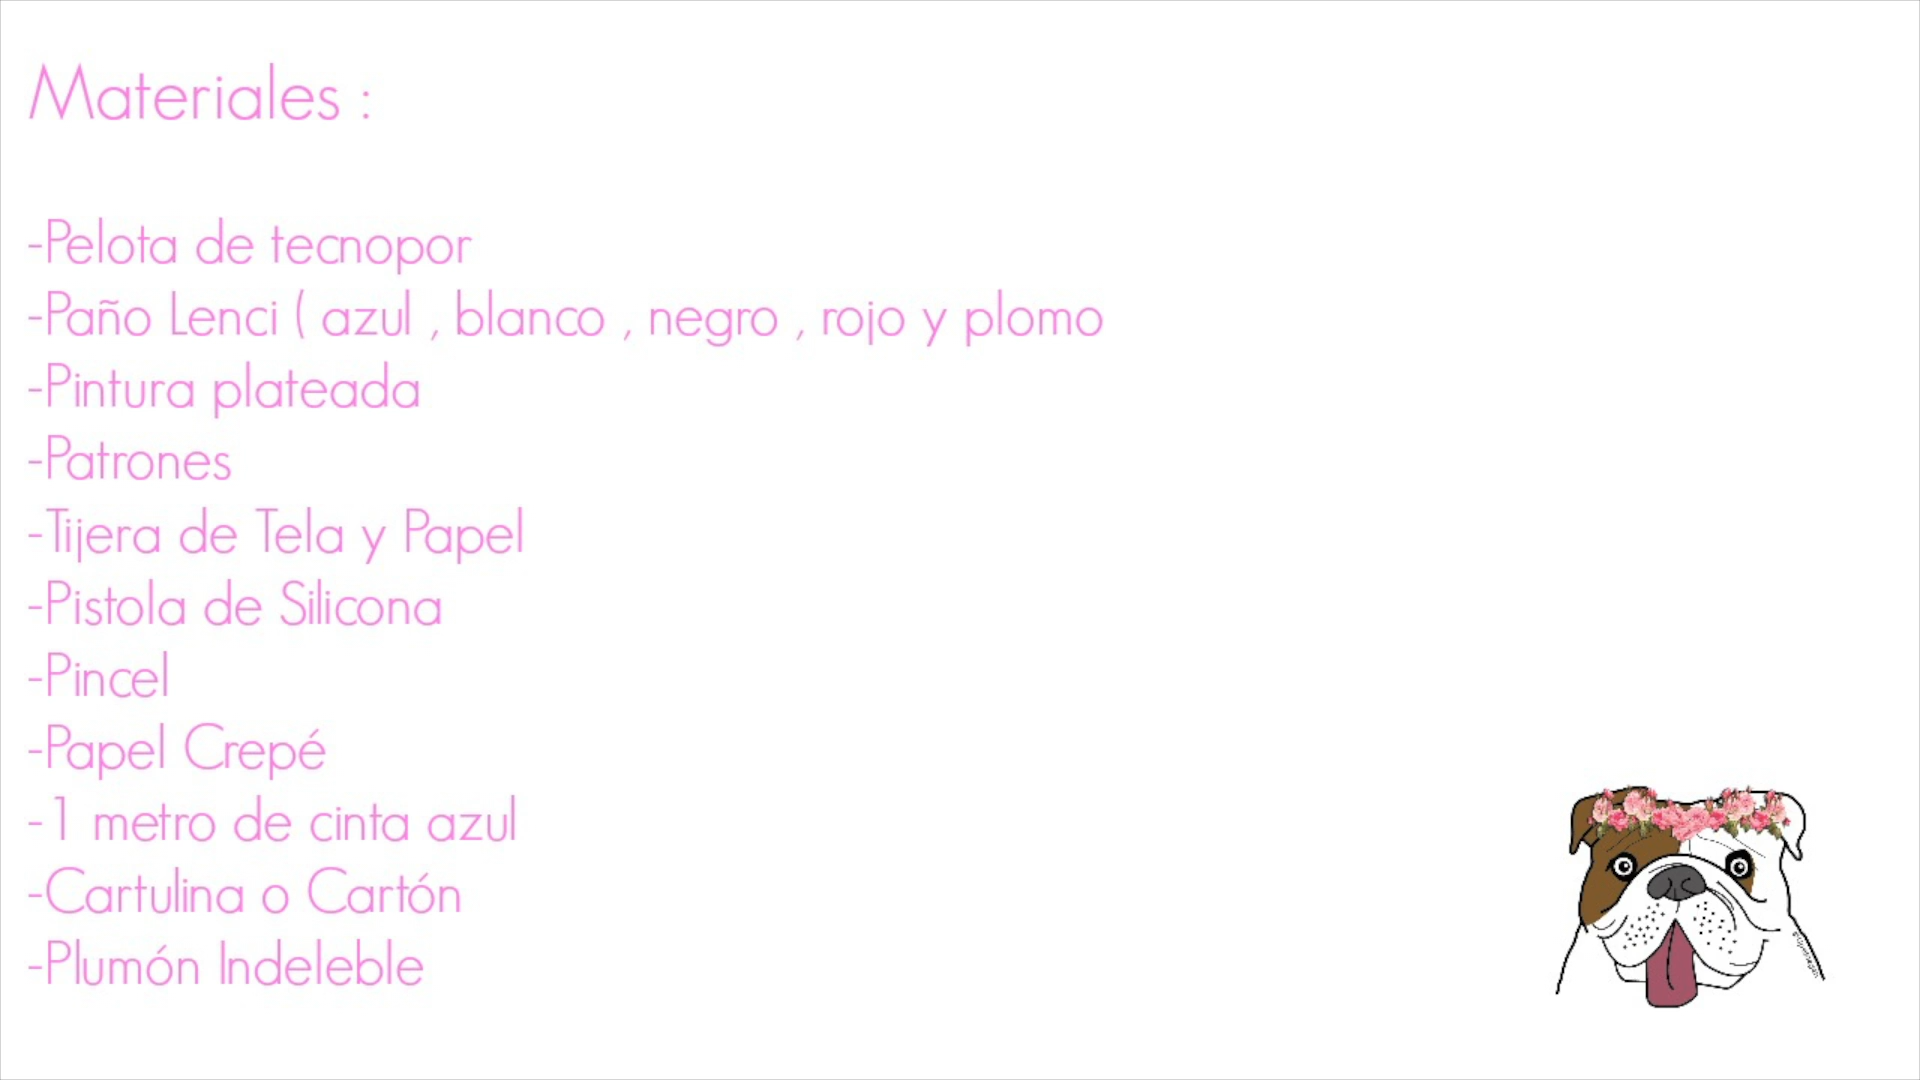 Materiales :
-Pelota de tecnopor
-Paño Lenci ( azul , blanco , negro , rojo y plomo
-Pintura plateada
-Patrones
-Tijera de Tela y Papel
-Pistola de Silicona
-Pincel
-Papel Crepé
-1 metro de cinta azul
-Cartulina o Cartón
-Plumón Indeleble